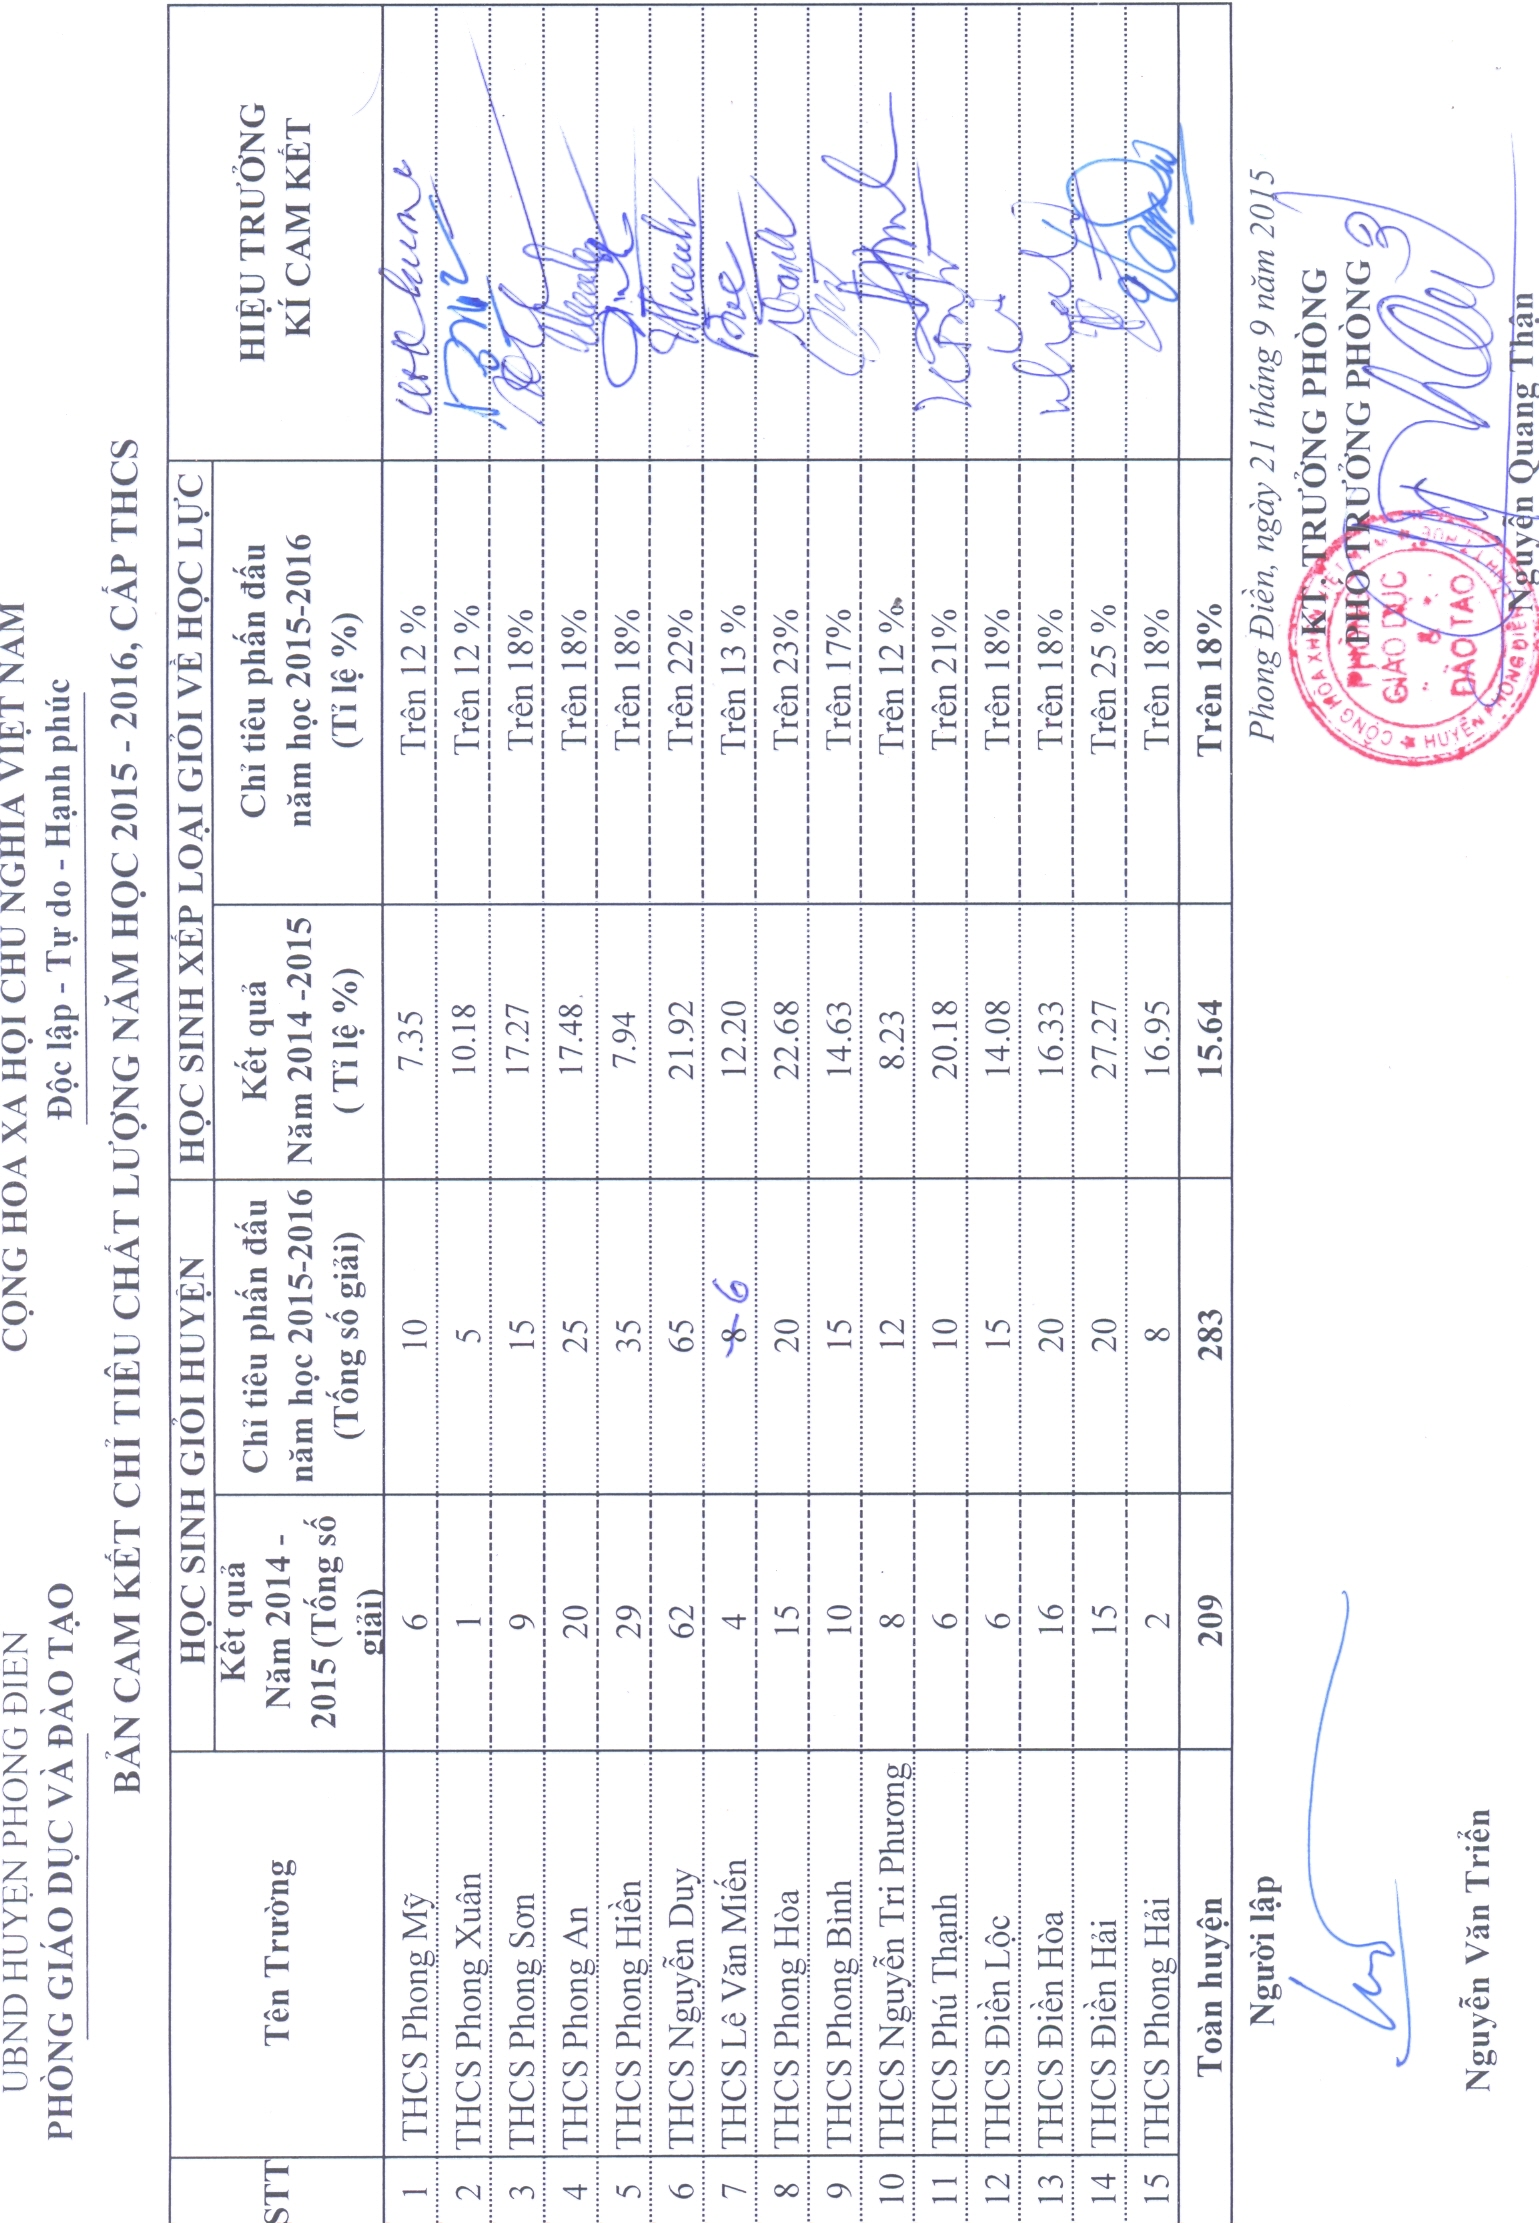 UBND HUYỆN PHONG ĐIỀN
PHÒNG GIÁO DỤC VÀ ĐÀO TẠO
CỘNG HÒA XÃ HỘI CHỦ NGHĨA VIỆT NAM
Độc lập - Tự do - Hạnh phúc
BẢN CAM KẾT CHỈ TIÊU CHẤT LƯỢNG NĂM HỌC 2015 - 2016, CẤP THCS
STT Tên Trường HỌC SINH GIỎI HUYỆN HỌC SINH XẾP LOẠI GIỎI VỀ HỌC LỰC HIỆU TRƯỞNG KÍ CAM KẾT
Kết quả Năm 2014 - 2015 (Tổng số giải) Chỉ tiêu phấn đấu năm học 2015-2016 (Tổng số giải) Kết quả Năm 2014 -2015 ( Tỉ lệ %) Chỉ tiêu phấn đấu năm học 2015-2016 (Tỉ lệ %)
1 THCS Phong Mỹ 6 10 7.35 Trên 12 %
2 THCS Phong Xuân 1 5 10.18 Trên 12 %
3 THCS Phong Sơn 9 15 17.27 Trên 18%
4 THCS Phong An 20 25 17.48 Trên 18%
5 THCS Phong Hiền 29 35 7.94 Trên 18%
6 THCS Nguyễn Duy 62 65 21.92 Trên 22%
7 THCS Lê Văn Miến 4 8 6 12.20 Trên 13 %
8 THCS Phong Hòa 15 20 22.68 Trên 23%
9 THCS Phong Bình 10 15 14.63 Trên 17%
10 THCS Nguyễn Tri Phương 8 12 8.23 Trên 12 %
11 THCS Phú Thạnh 6 10 20.18 Trên 21%
12 THCS Điền Lộc 6 15 14.08 Trên 18%
13 THCS Điền Hòa 16 20 16.33 Trên 18%
14 THCS Điền Hải 15 20 27.27 Trên 25 %
15 THCS Phong Hải 2 8 16.95 Trên 18%
Toàn huyện 209 283 15.64 Trên 18%
Phong Điền, ngày 21 tháng 9 năm 2015
Người lập
KT. TRƯỞNG PHÒNG
PHÓ TRƯỞNG PHÒNG
PHÒNG
GIÁO DỤC
&
ĐÀO TẠO
Nguyễn Văn Triển
Nguyễn Quang Thận